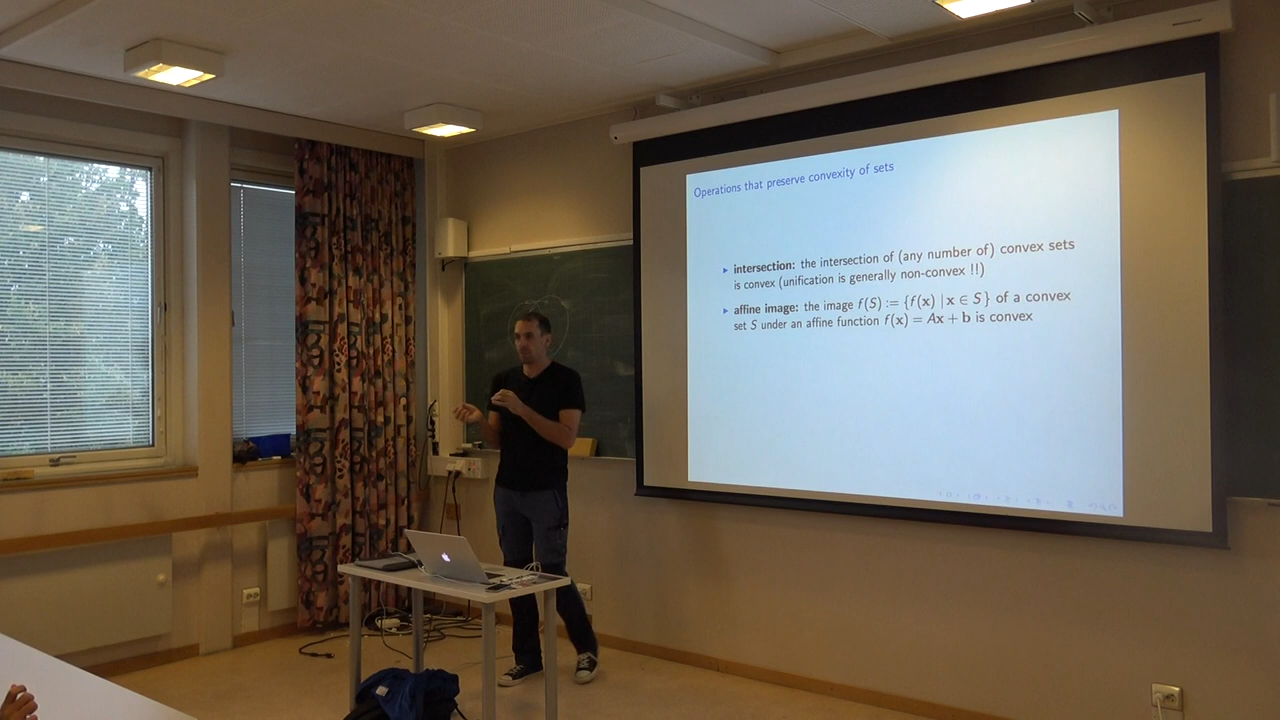 Operations that preserve convexity of sets
▸ intersection: the intersection of (any number of) convex sets
is convex (unification is generally non-convex !!)
▸ affine image: the image f(S) := {f(x) | x ∈ S} of a convex
set S under an affine function f(x) = Ax + b is convex